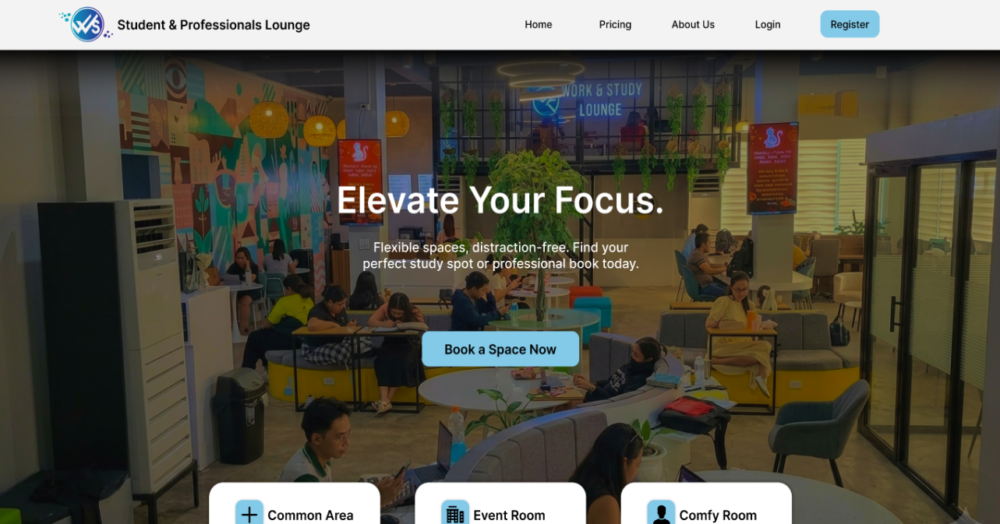 WS
Student & Professionals Lounge
Home
Pricing
About Us
Login
Register
WORK & STUDY
LOUNGE
Elevate Your Focus.
Flexible spaces, distraction-free. Find your
perfect study spot or professional book today.
Book a Space Now
Common Area
Event Room
Comfy Room